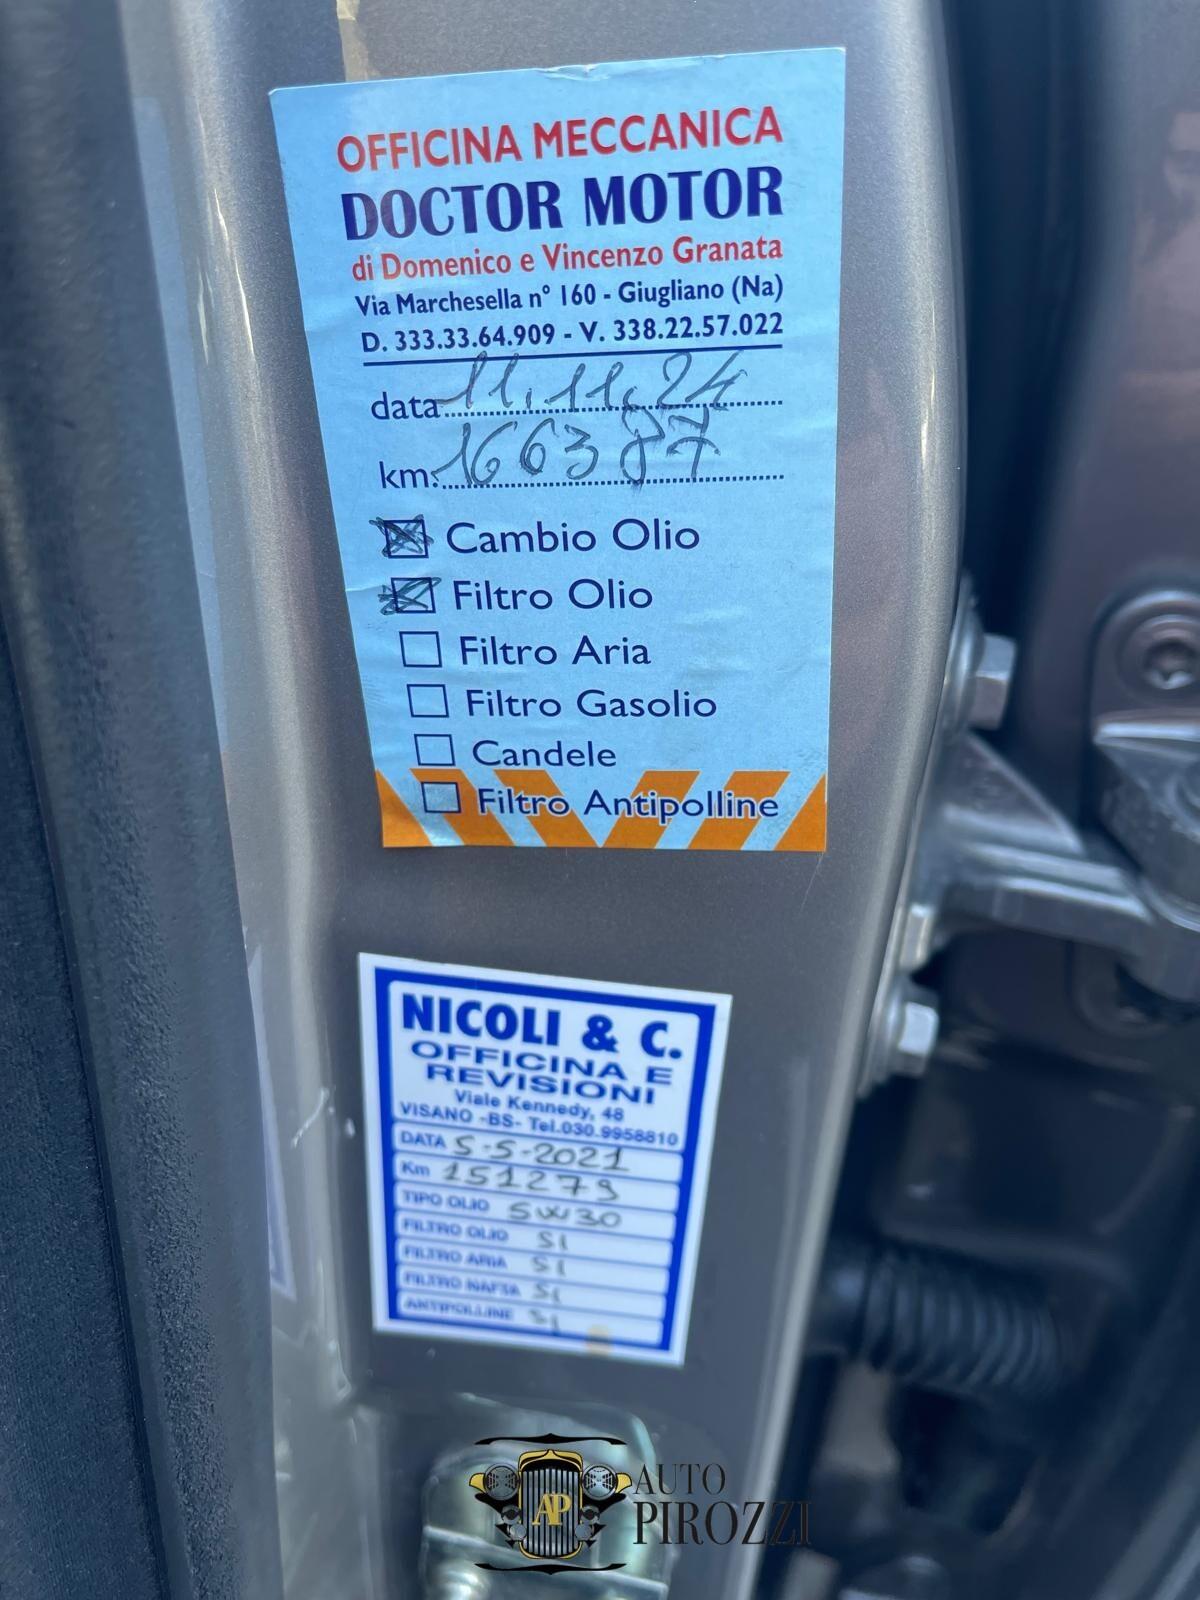 OFFICINA MECCANICA
DOCTOR MOTOR
di Domenico e Vincenzo Granata
Via Marchesella n° 160 - Giugliano (Na)
D. 333.33.64.909 - V. 338.22.57.022
data 11.11.24
km: 166387
Cambio Olio
Filtro Olio
Filtro Aria
Filtro Gasolio
Candele
Filtro Antipolline
NICOLI & C.
OFFICINA E
REVISIONI
Viale Kennedy, 48
VISANO -BS- Tel.030.9958810
DATA 5-5-2021
Km 151279
TIPO OLIO 5W30
FILTRO OLIO SI
FILTRO ARIA SI
FILTRO NAFTA SI
ANTIPOLLINE SI
AP
AUTO
PIROZZI